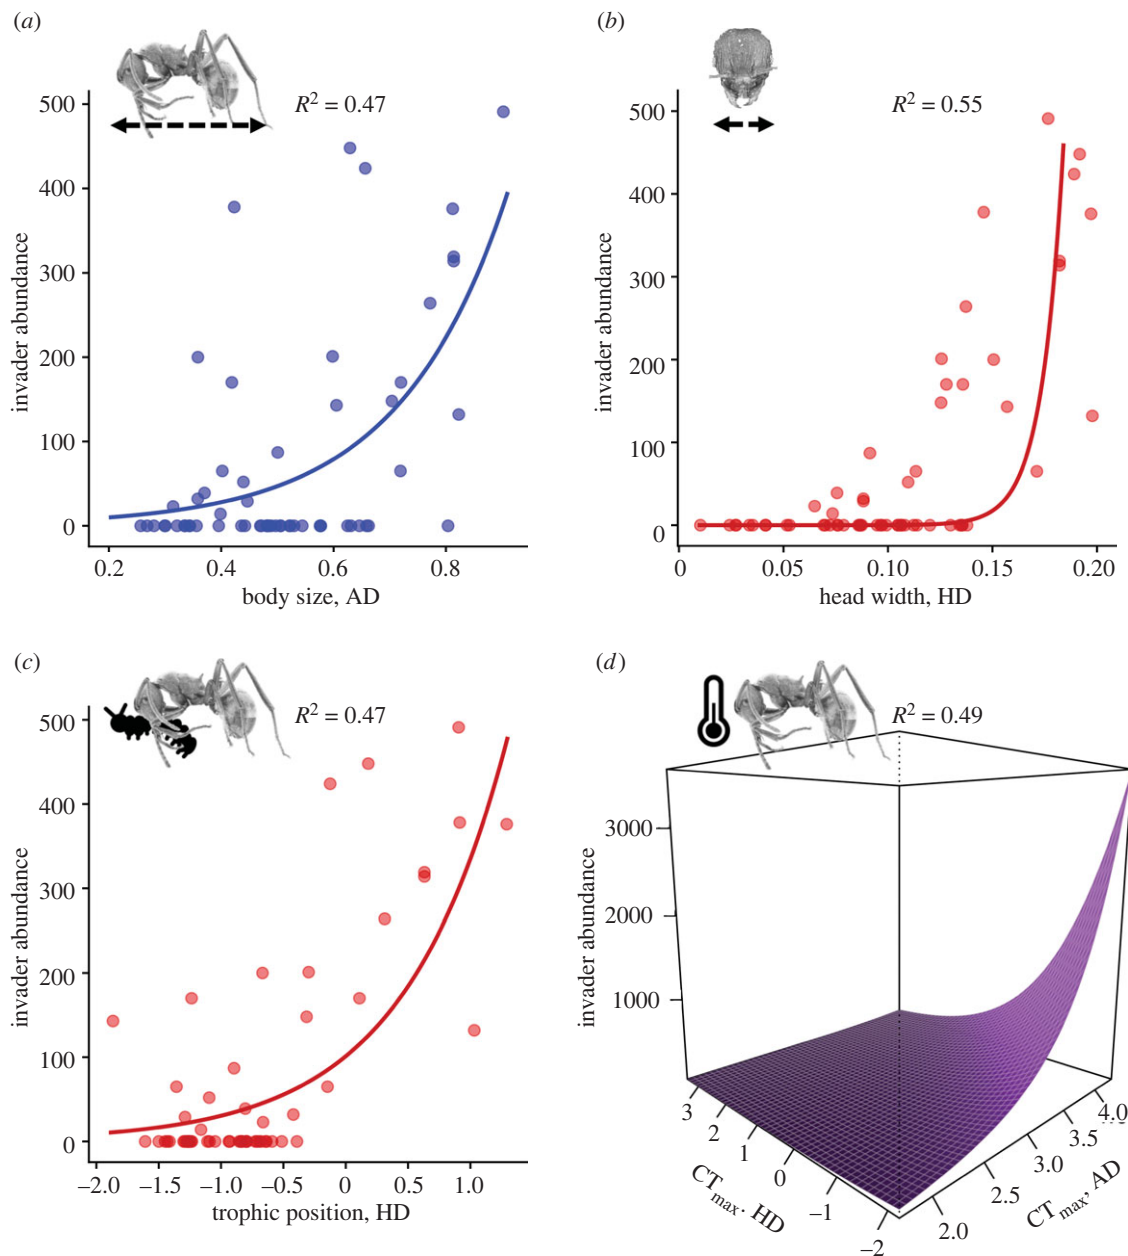 (a)
R² = 0.47
500
400
300
200
100
0
invader abundance
0.2 0.4 0.6 0.8
body size, AD
(b)
R² = 0.55
500
400
300
200
100
0
invader abundance
0 0.05 0.10 0.15 0.20
head width, HD
(c)
R² = 0.47
500
400
300
200
100
0
invader abundance
−2.0 −1.5 −1.0 −0.5 0 0.5 1.0
trophic position, HD
(d)
R² = 0.49
3000
2000
1000
invader abundance
3 2 1 0 −1 −2
CTmax. HD
2.0 2.5 3.0 3.5 4.0
CTmax, AD